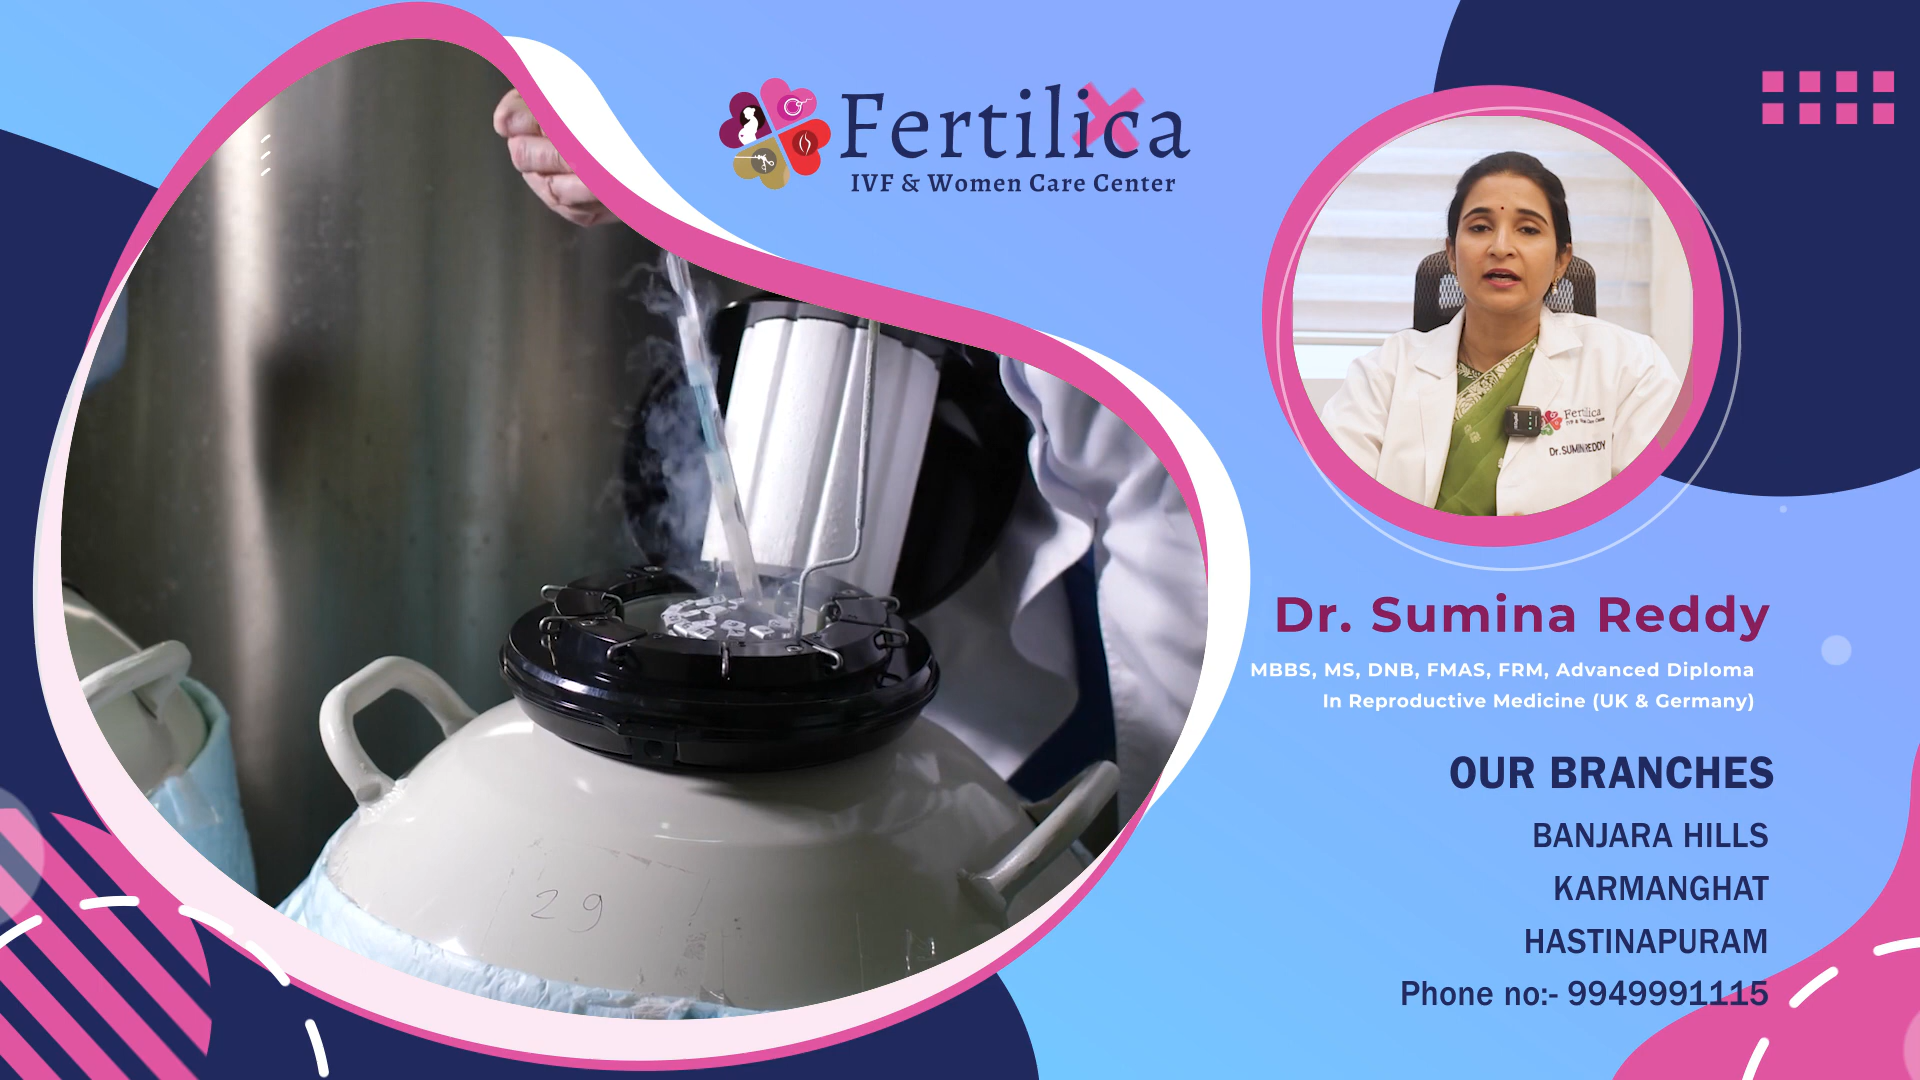 Fertilica
IVF & Women Care Center
Fertilica
Dr. SUMINA REDDY
29
Dr. Sumina Reddy
MBBS, MS, DNB, FMAS, FRM, Advanced Diploma
In Reproductive Medicine (UK & Germany)
OUR BRANCHES
BANJARA HILLS
KARMANGHAT
HASTINAPURAM
Phone no:- 9949991115